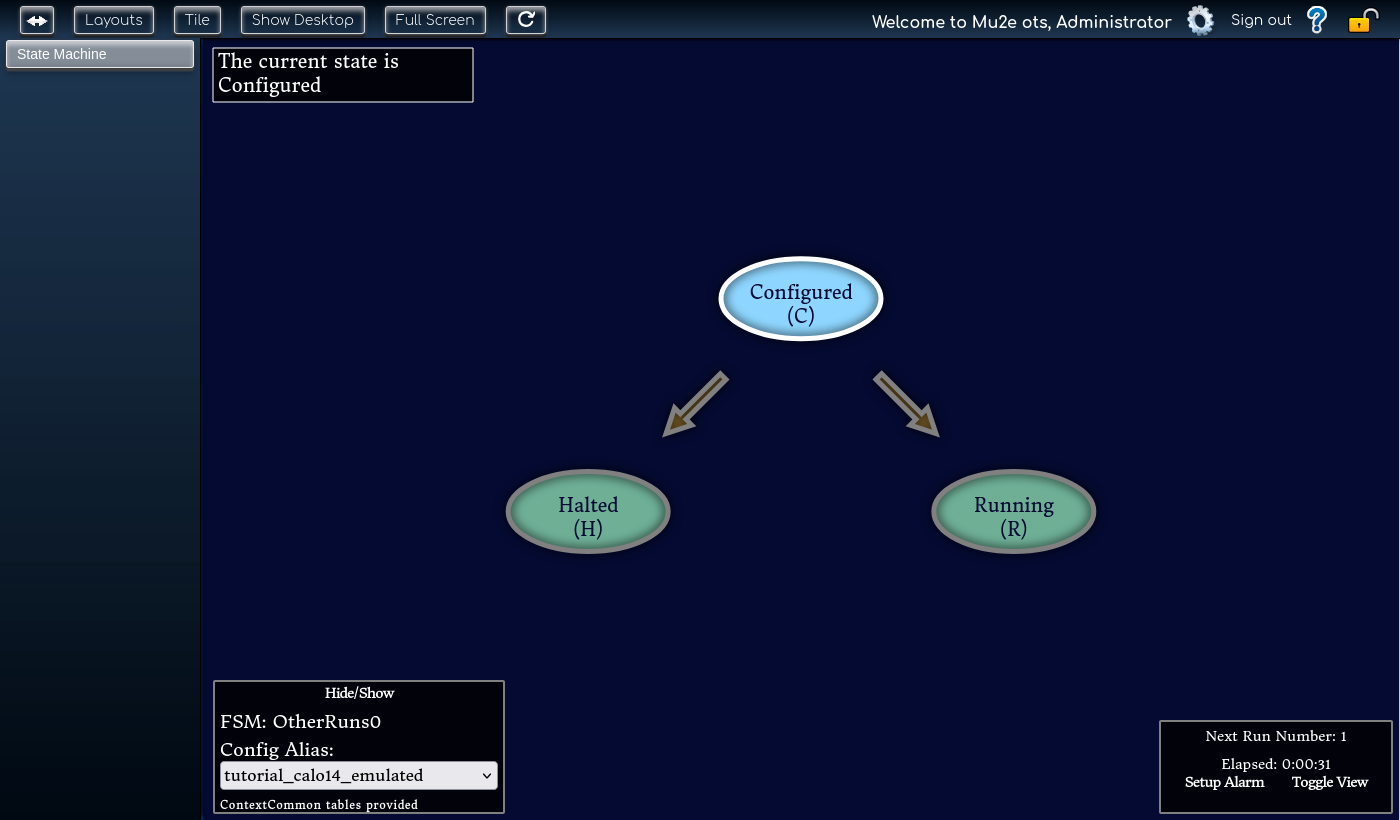 Layouts
Tile
Show Desktop
Full Screen
Welcome to Mu2e ots, Administrator
Sign out
State Machine
The current state is
Configured
Configured
(C)
Halted
(H)
Running
(R)
Hide/Show
FSM: OtherRuns0
Config Alias:
tutorial_calo14_emulated
ContextCommon tables provided
Next Run Number: 1
Elapsed: 0:00:31
Setup Alarm
Toggle View